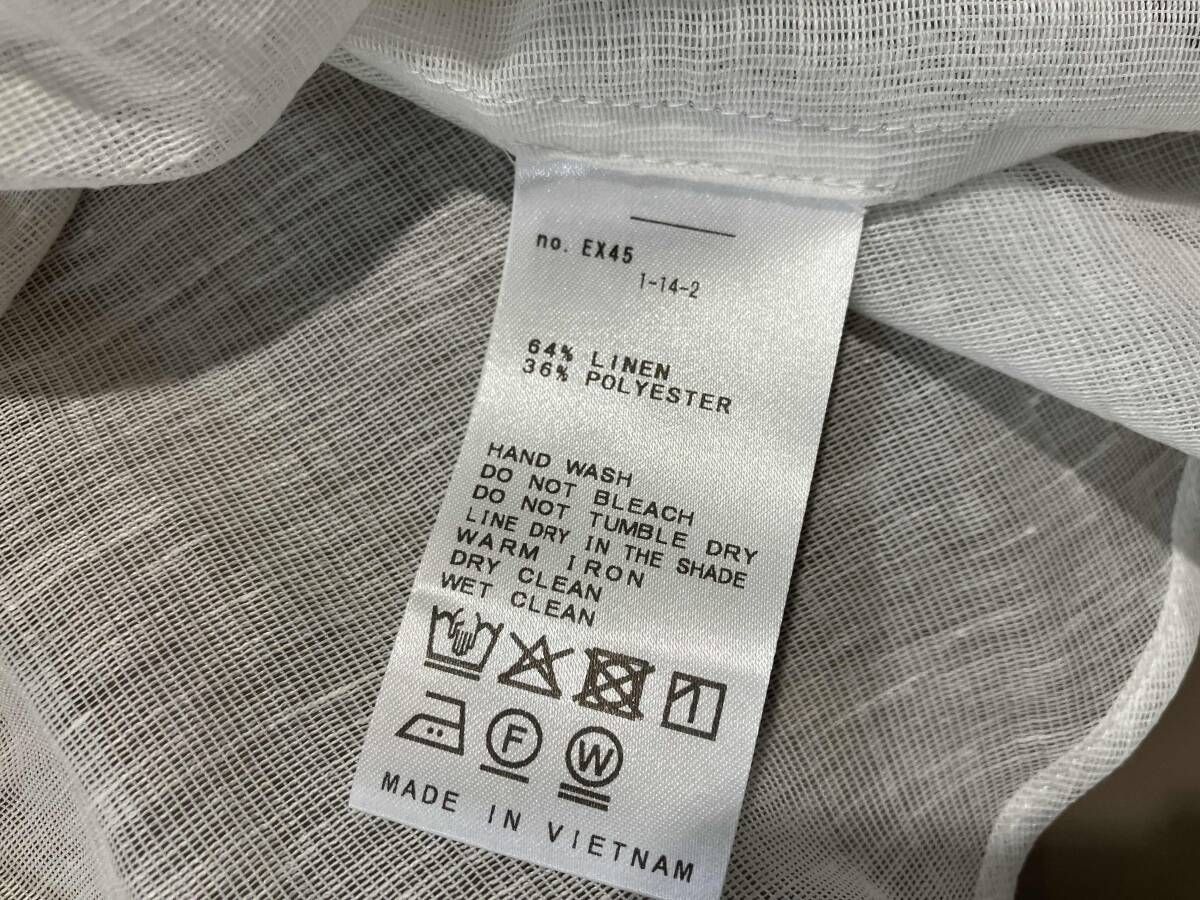 no. EX45
1-14-2
64% LINEN
36% POLYESTER
HAND WASH
DO NOT BLEACH
DO NOT TUMBLE DRY
LINE DRY IN THE SHADE
WARM IRON
DRY CLEAN
WET CLEAN
F W
MADE IN VIETNAM